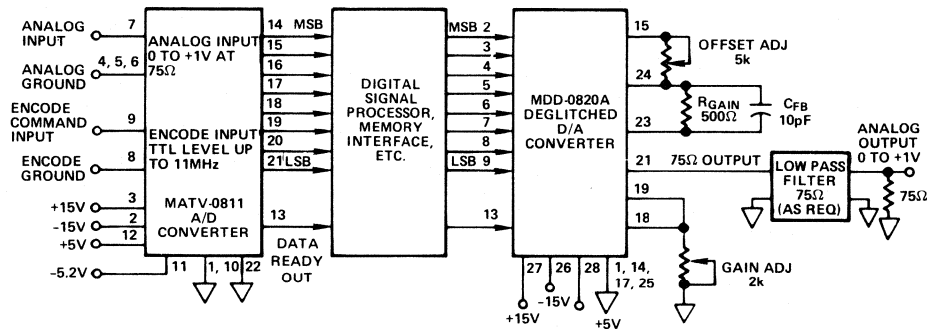 ANALOG
INPUT
7
4, 5, 6
ANALOG
GROUND
ENCODE
COMMAND
INPUT
9
ENCODE
GROUND
8
+15V
3
-15V
2
+5V
12
-5.2V
11
1, 10
22
ANALOG INPUT
0 TO +1V AT
75Ω
ENCODE INPUT
TTL LEVEL UP
TO 11MHz
MATV-0811
A/D
CONVERTER
14 MSB
15
16
17
18
19
20
21 LSB
13
DATA
READY
OUT
DIGITAL
SIGNAL
PROCESSOR,
MEMORY
INTERFACE,
ETC.
MSB 2
3
4
5
6
7
8
LSB 9
13
MDD-0820A
DEGLITCHED
D/A
CONVERTER
27
26
28
1, 14,
17, 25
+15V
-15V
+5V
15
OFFSET ADJ
5k
24
RGAIN
500Ω
CFB
10pF
23
21
75Ω OUTPUT
19
18
GAIN ADJ
2k
LOW PASS
FILTER
75Ω
(AS REQ)
ANALOG
OUTPUT
0 TO +1V
75Ω